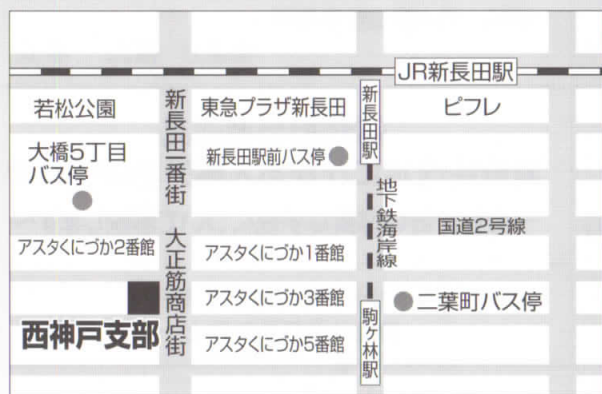 JR新長田駅
若松公園
新長田一番街
東急プラザ新長田
新長田駅
ピフレ
大橋5丁目
バス停
新長田駅前バス停
地下鉄海岸線
国道2号線
アスタくにづか2番館
大正筋商店街
アスタくにづか1番館
アスタくにづか3番館
二葉町バス停
西神戸支部
アスタくにづか5番館
駒ヶ林駅